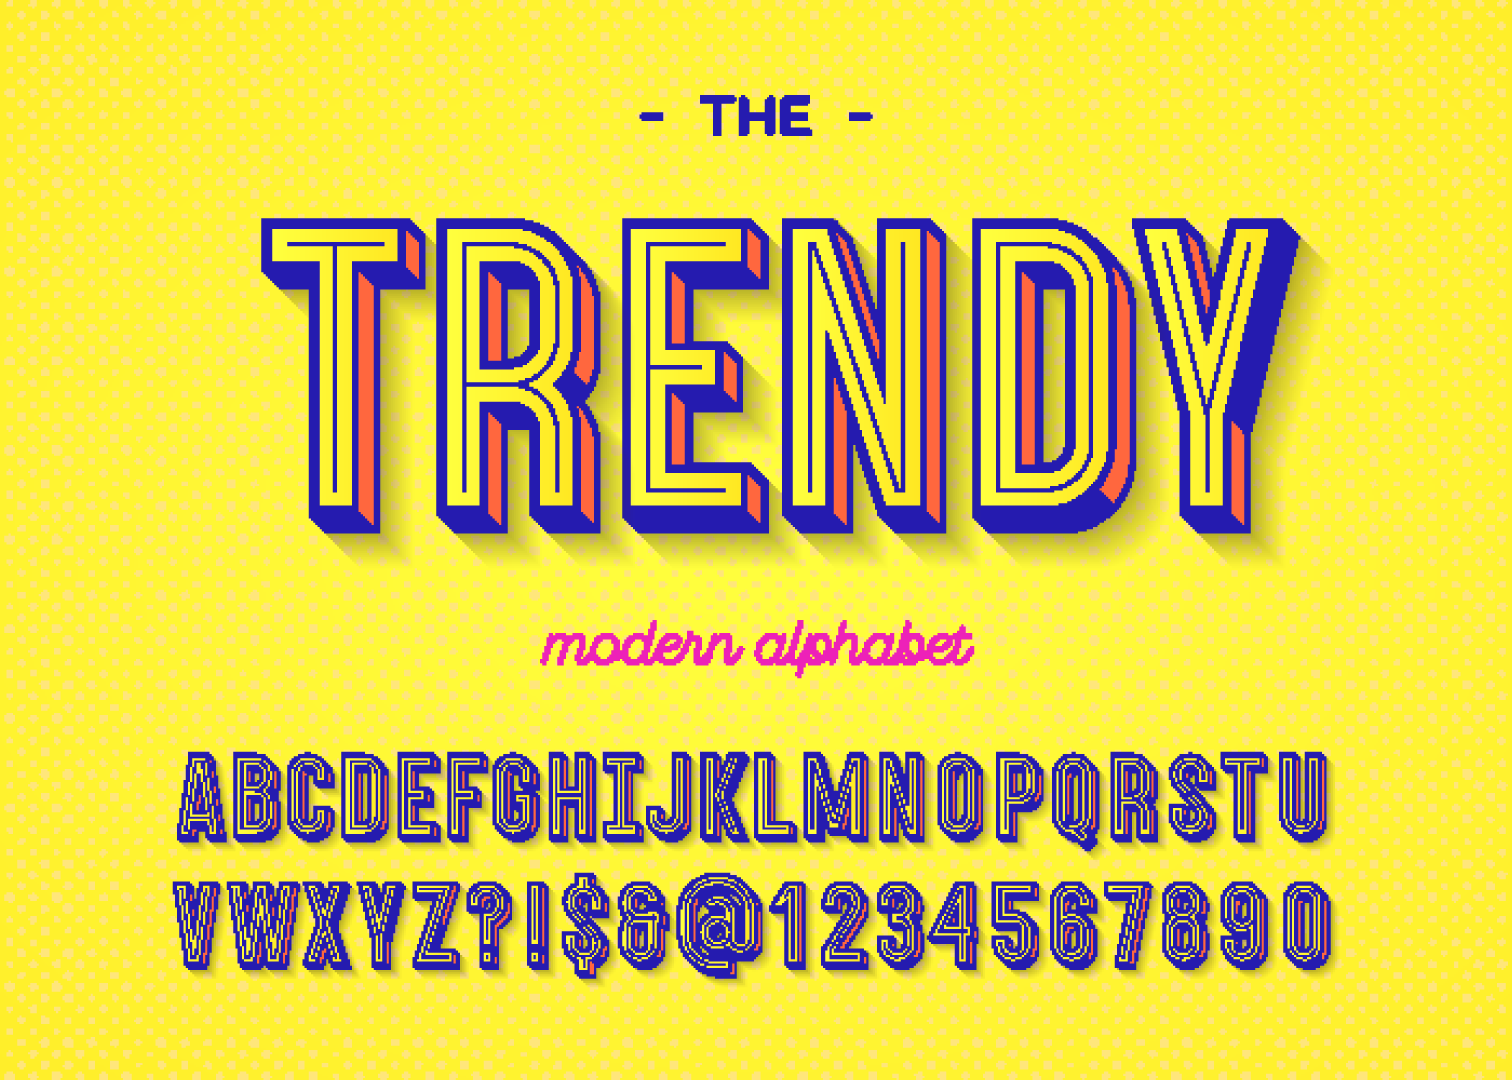 - THE -
TRENDY
modern alphabet
ABCDEFGHIJKLMNOPQRSTU
VWXYZ?!$&@1234567890